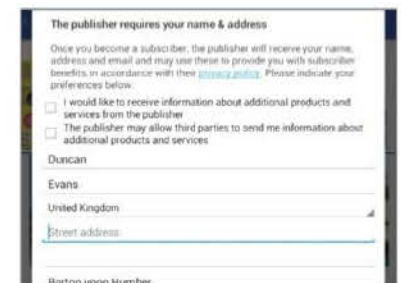 The publisher requires your name & address
Once you become a subscriber, the publisher will receive your name,
address and email and may use these to provide you with subscriber
benefits in accordance with their privacy policy. Please indicate your
preferences below.
I would like to receive information about additional products and
services from the publisher
The publisher may allow third parties to send me information about
additional products and services
Duncan
Evans
United Kingdom
Street address
Barton upon Humber